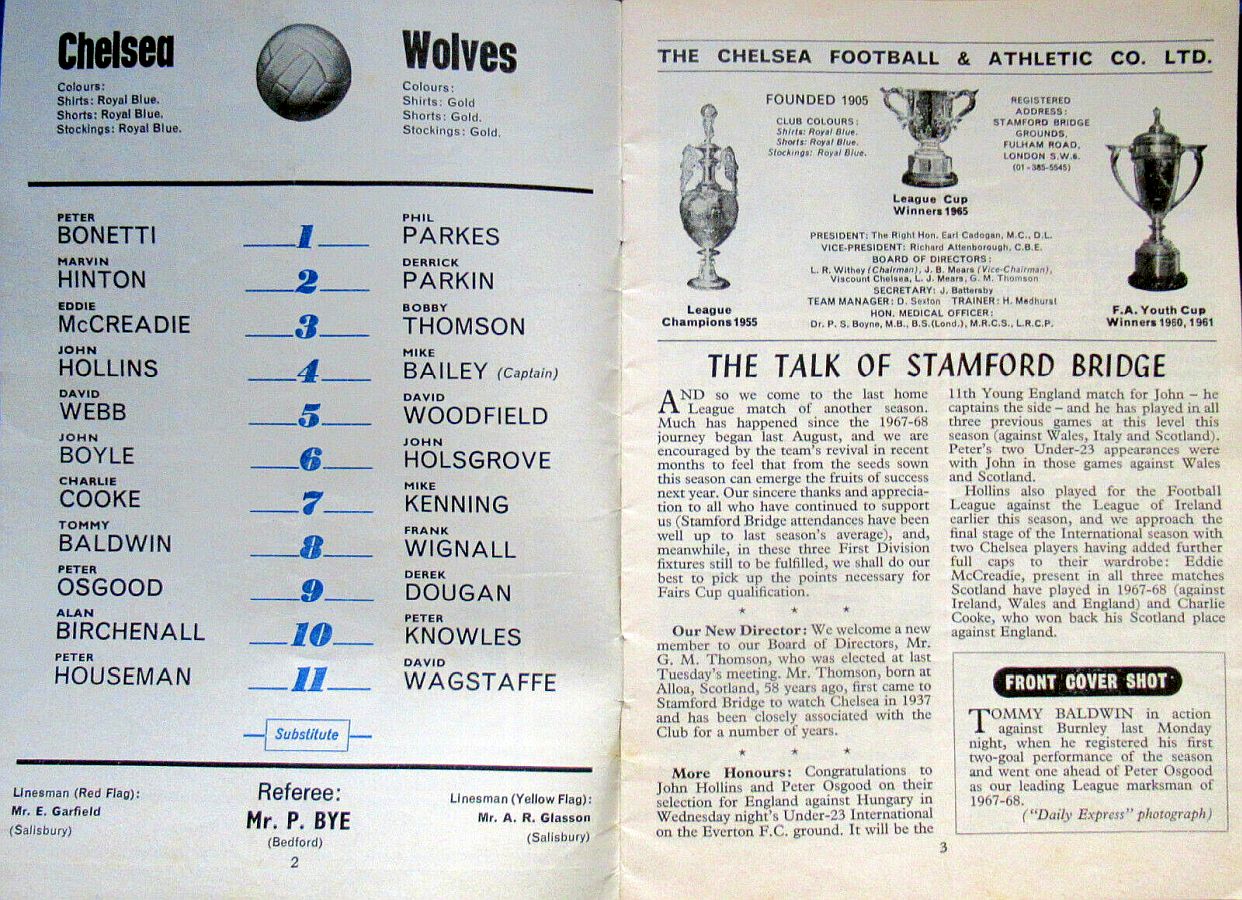 Chelsea
Colours:
Shirts: Royal Blue.
Shorts: Royal Blue.
Stockings: Royal Blue.
Wolves
Colours:
Shirts: Gold
Shorts: Gold.
Stockings: Gold.
PETER
BONETTI
1
PHIL
PARKES
MARVIN
HINTON
2
DERRICK
PARKIN
EDDIE
McCREADIE
3
BOBBY
THOMSON
JOHN
HOLLINS
4
MIKE
BAILEY (Captain)
DAVID
WEBB
5
DAVID
WOODFIELD
JOHN
BOYLE
6
JOHN
HOLSGROVE
CHARLIE
COOKE
7
MIKE
KENNING
TOMMY
BALDWIN
8
FRANK
WIGNALL
PETER
OSGOOD
9
DEREK
DOUGAN
ALAN
BIRCHENALL
10
PETER
KNOWLES
PETER
HOUSEMAN
11
DAVID
WAGSTAFFE
Substitute
Linesman (Red Flag):
Mr. E. Garfield
(Salisbury)
Referee:
Mr. P. BYE
(Bedford)
Linesman (Yellow Flag):
Mr. A. R. Glasson
(Salisbury)
2
THE CHELSEA FOOTBALL & ATHLETIC CO. LTD.
FOUNDED 1905
CLUB COLOURS:
Shirts: Royal Blue.
Shorts: Royal Blue.
Stockings: Royal Blue.
REGISTERED
ADDRESS:
STAMFORD BRIDGE
GROUNDS,
FULHAM ROAD,
LONDON S.W.6.
(01-385-5545)
League Cup
Winners 1965
PRESIDENT: The Right Hon. Earl Cadogan, M.C., D.L.
VICE-PRESIDENT: Richard Attenborough, C.B.E.
BOARD OF DIRECTORS:
L. R. Withey (Chairman), J. B. Mears (Vice-Chairman),
Viscount Chelsea, L. J. Mears, G. M. Thomson
SECRETARY: J. Battersby
TEAM MANAGER: D. Sexton TRAINER: H. Medhurst
HON. MEDICAL OFFICER:
Dr. P. S. Boyne, M.B., B.S.(Lond.), M.R.C.S., L.R.C.P.
League
Champions 1955
F.A. Youth Cup
Winners 1960, 1961
THE TALK OF STAMFORD BRIDGE
AND so we come to the last home
League match of another season.
Much has happened since the 1967-68
journey began last August, and we are
encouraged by the team's revival in recent
months to feel that from the seeds sown
this season can emerge the fruits of success
next year. Our sincere thanks and apprecia-
tion to all who have continued to support
us (Stamford Bridge attendances have been
well up to last season's average), and,
meanwhile, in these three First Division
fixtures still to be fulfilled, we shall do our
best to pick up the points necessary for
Fairs Cup qualification.
* * *
Our New Director: We welcome a new
member to our Board of Directors, Mr.
G. M. Thomson, who was elected at last
Tuesday's meeting. Mr. Thomson, born at
Alloa, Scotland, 58 years ago, first came to
Stamford Bridge to watch Chelsea in 1937
and has been closely associated with the
Club for a number of years.
* * *
More Honours: Congratulations to
John Hollins and Peter Osgood on their
selection for England against Hungary in
Wednesday night's Under-23 International
on the Everton F.C. ground. It will be the
11th Young England match for John – he
captains the side – and he has played in all
three previous games at this level this
season (against Wales, Italy and Scotland).
Peter's two Under-23 appearances were
with John in those games against Wales
and Scotland.
Hollins also played for the Football
League against the League of Ireland
earlier this season, and we approach the
final stage of the International season with
two Chelsea players having added further
full caps to their wardrobe: Eddie
McCreadie, present in all three matches
Scotland have played in 1967-68 (against
Ireland, Wales and England) and Charlie
Cooke, who won back his Scotland place
against England.
FRONT COVER SHOT
TOMMY BALDWIN in action
against Burnley last Monday
night, when he registered his first
two-goal performance of the season
and went one ahead of Peter Osgood
as our leading League marksman of
1967-68.
("Daily Express" photograph)
3